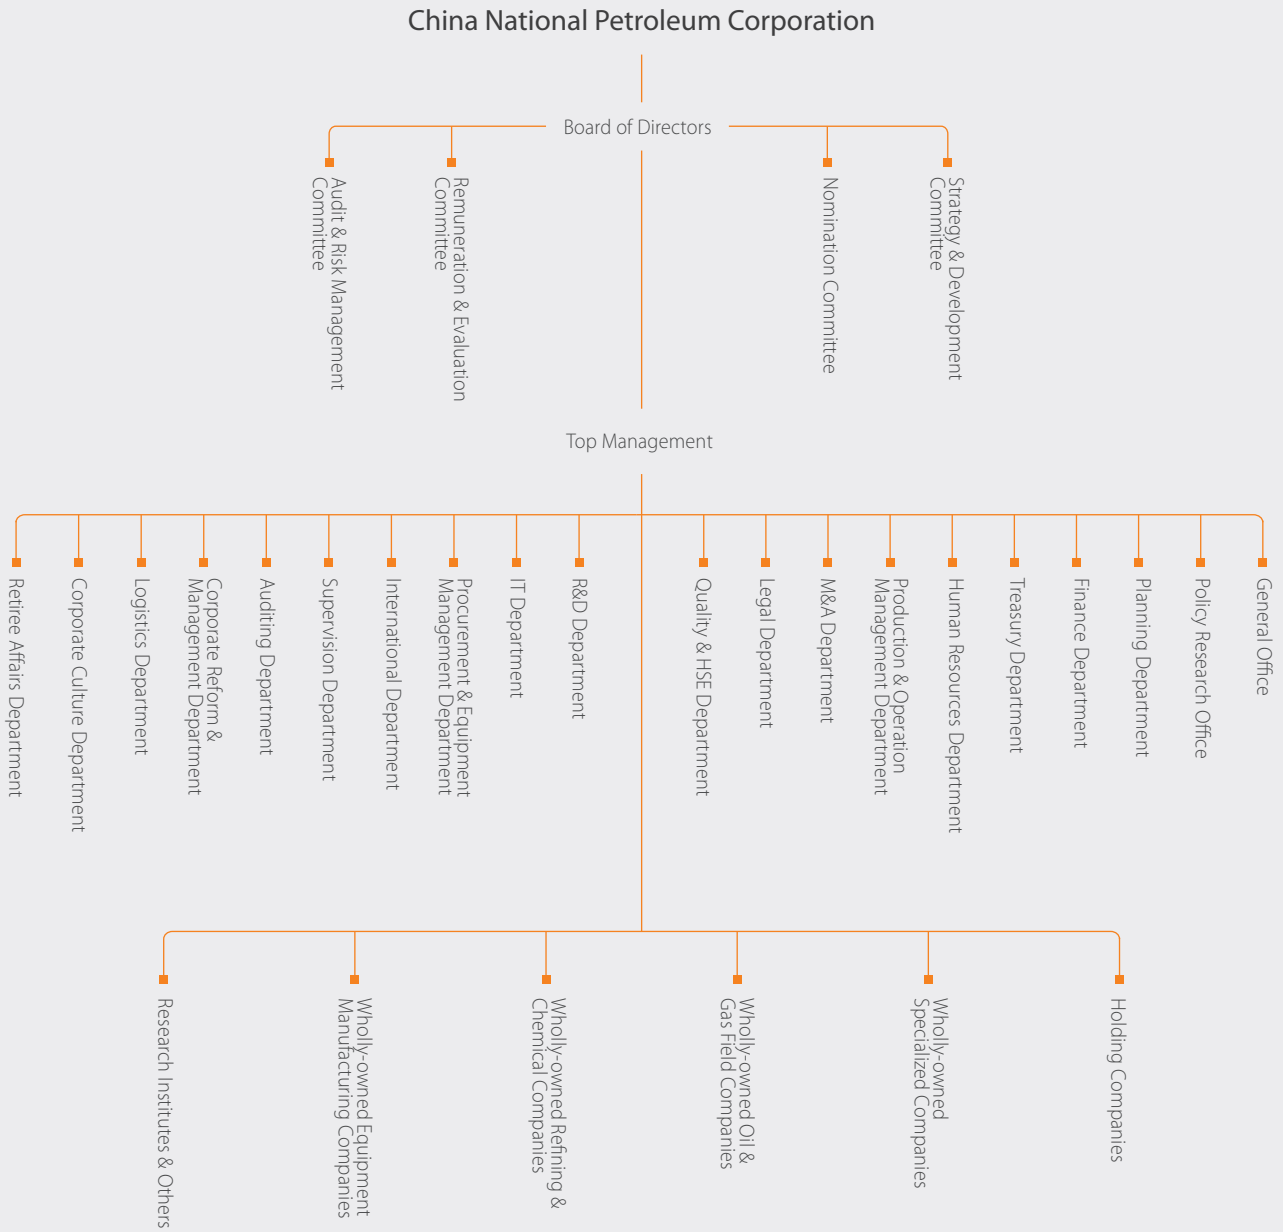 China National Petroleum Corporation
Board of Directors
Audit & Risk Management
Committee
Remuneration & Evaluation
Committee
Nomination Committee
Strategy & Development
Committee
Top Management
Retiree Affairs Department
Corporate Culture Department
Logistics Department
Corporate Reform &
Management Department
Auditing Department
Supervision Department
International Department
Procurement & Equipment
Management Department
IT Department
R&D Department
Quality & HSE Department
Legal Department
M&A Department
Production & Operation
Management Department
Human Resources Department
Treasury Department
Finance Department
Planning Department
Policy Research Office
General Office
Research Institutes & Others
Wholly-owned Equipment
Manufacturing Companies
Wholly-owned Refining &
Chemical Companies
Wholly-owned Oil &
Gas Field Companies
Wholly-owned
Specialized Companies
Holding Companies